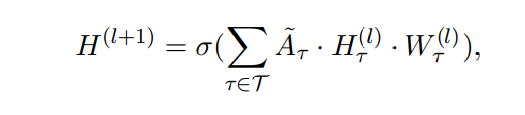 $H^{(l+1)} = \sigma(\sum_{\tau \in \mathcal{T}} \tilde{A}_{\tau} \cdot H_{\tau}^{(l)} \cdot W_{\tau}^{(l)}),$